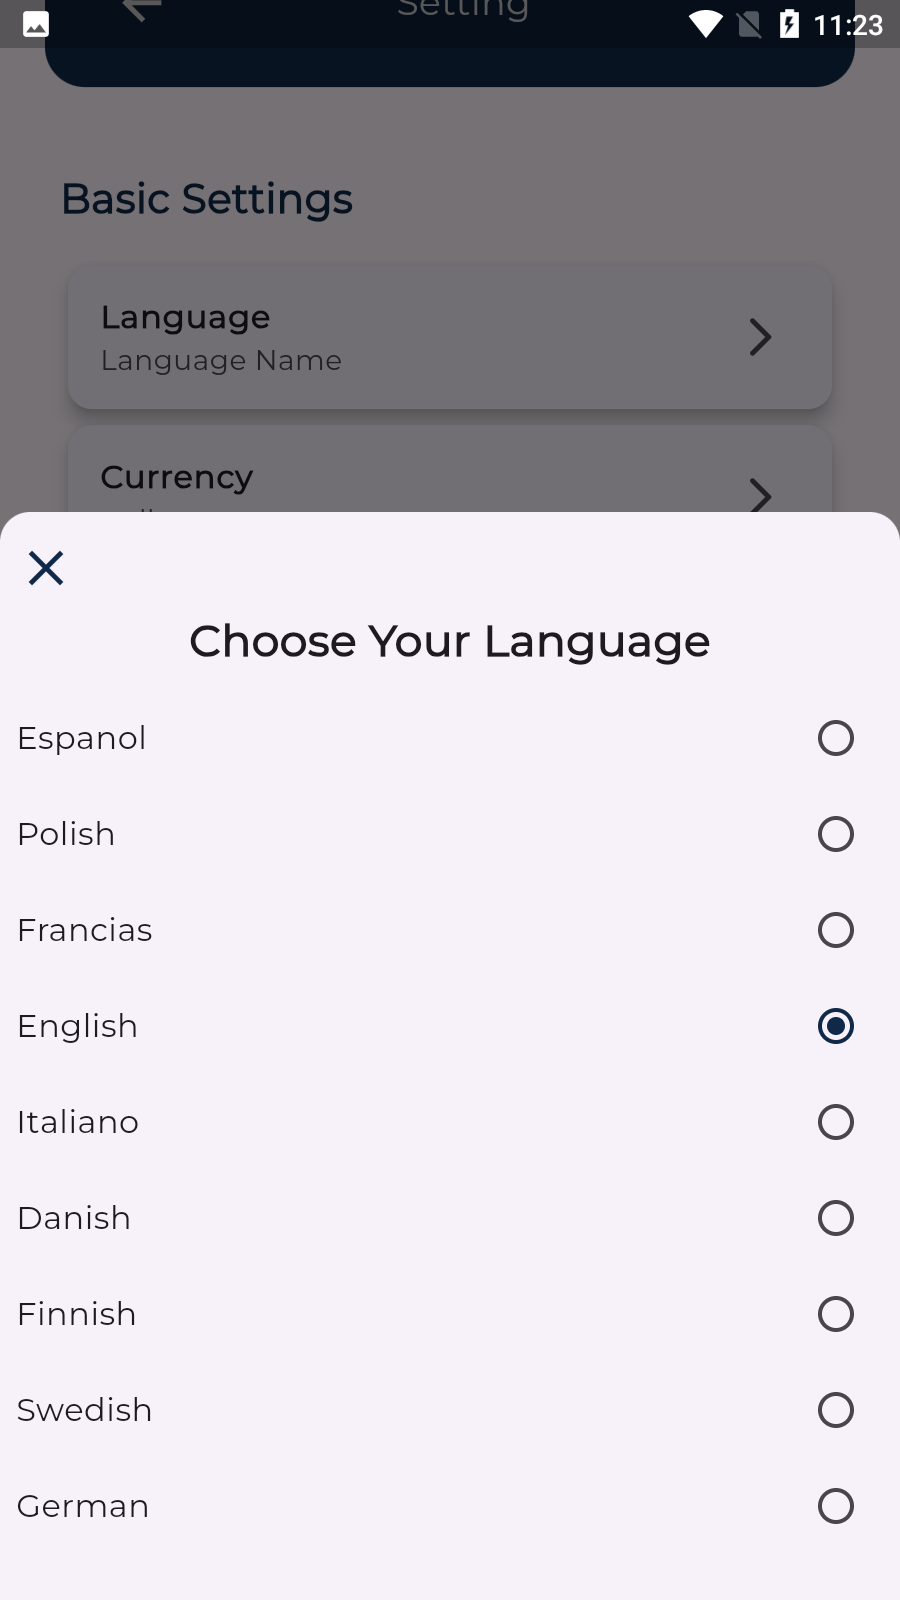 Setting
11:23
Basic Settings
Language
Language Name
Currency
Choose Your Language
Espanol
Polish
Francias
English
Italiano
Danish
Finnish
Swedish
German